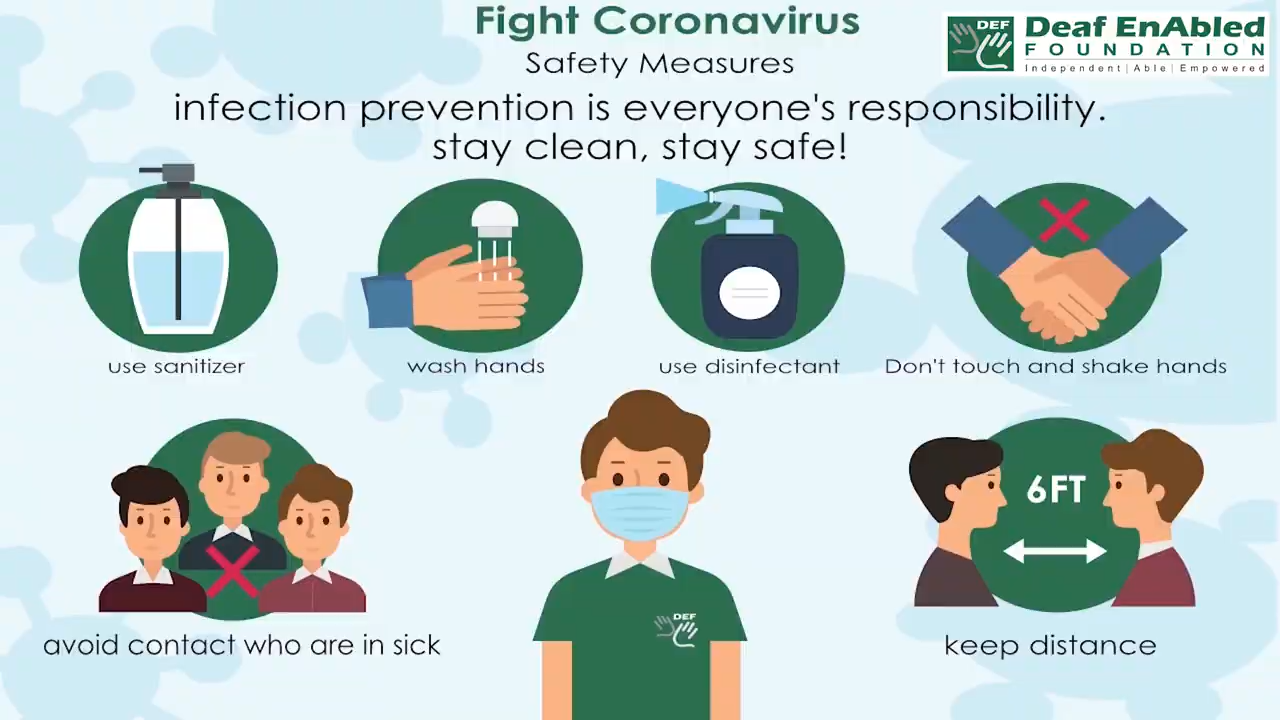 Fight Coronavirus
Safety Measures
DEF
Deaf EnAbled
FOUNDATION
Independent | Able | Empowered
infection prevention is everyone's responsibility.
stay clean, stay safe!
use sanitizer
wash hands
use disinfectant
Don't touch and shake hands
6FT
DEF
avoid contact who are in sick
keep distance